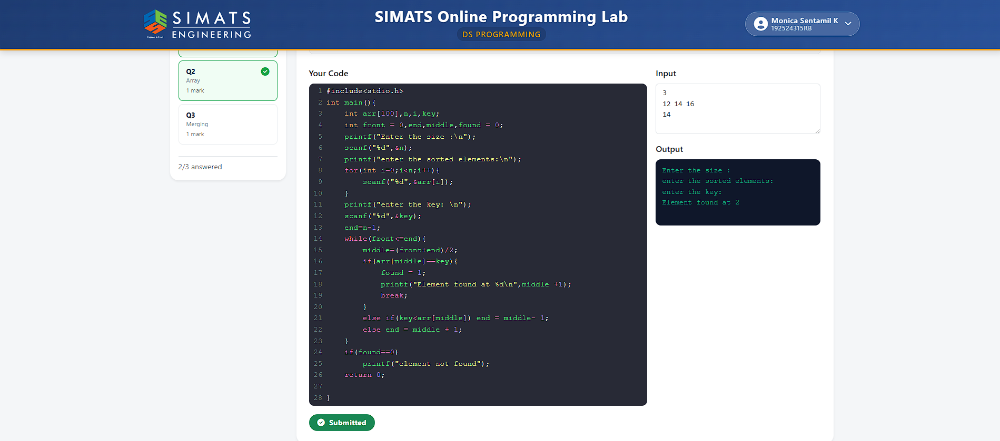 SIMATS
ENGINEERING
Engineer to Excel
SIMATS Online Programming Lab
DS PROGRAMMING
Monica Sentamil K
192524315RB
Q2
Array
1 mark
Q3
Merging
1 mark
2/3 answered
Your Code
1 #include<stdio.h>
2 int main(){
3     int arr[100],n,i,key;
4     int front = 0,end,middle,found = 0;
5     printf("Enter the size :\n");
6     scanf("%d",&n);
7     printf("enter the sorted elements:\n");
8     for(int i=0;i<n;i++){
9         scanf("%d",&arr[i]);
10     }
11     printf("enter the key: \n");
12     scanf("%d",&key);
13     end=n-1;
14     while(front<=end){
15         middle=(front+end)/2;
16         if(arr[middle]==key){
17             found = 1;
18             printf("Element found at %d\n",middle +1);
19             break;
20         }
21         else if(key<arr[middle]) end = middle- 1;
22         else end = middle + 1;
23     }
24     if(found==0)
25         printf("element not found");
26     return 0;
27
28 }
Submitted
Input
3
12 14 16
14
Output
Enter the size :
enter the sorted elements:
enter the key:
Element found at 2